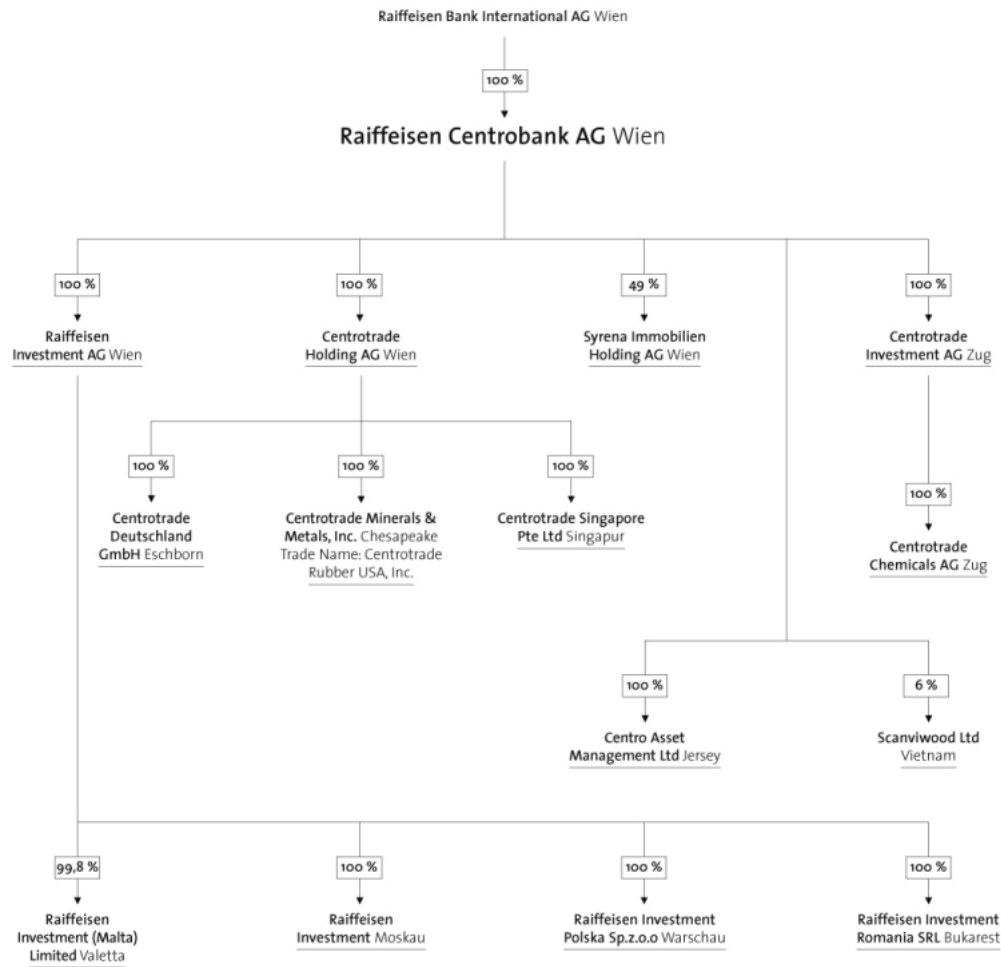 Raiffeisen Bank International AG Wien
100 %
Raiffeisen Centrobank AG Wien
100 %
100 %
49 %
100 %
Raiffeisen
Investment AG Wien
Centrotrade
Holding AG Wien
Syrena Immobilien
Holding AG Wien
Centrotrade
Investment AG Zug
100 %
100 %
100 %
100 %
Centrotrade
Deutschland
GmbH Eschborn
Centrotrade Minerals &
Metals, Inc. Chesapeake
Trade Name: Centrotrade
Rubber USA, Inc.
Centrotrade Singapore
Pte Ltd Singapur
Centrotrade
Chemicals AG Zug
100 %
6 %
Centro Asset
Management Ltd Jersey
Scanviwood Ltd
Vietnam
99,8 %
100 %
100 %
100 %
Raiffeisen
Investment (Malta)
Limited Valetta
Raiffeisen
Investment Moskau
Raiffeisen Investment
Polska Sp.z.o.o Warschau
Raiffeisen Investment
Romania SRL Bukarest